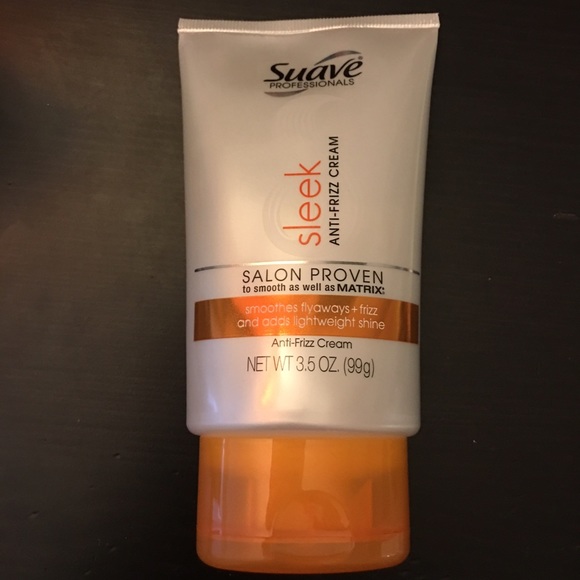 Suave
PROFESSIONALS
sleek
ANTI-FRIZZ CREAM
SALON PROVEN
to smooth as well as MATRIX®*
smoothes flyaways + frizz
and adds lightweight shine
Anti-Frizz Cream
NET WT 3.5 OZ. (99g)